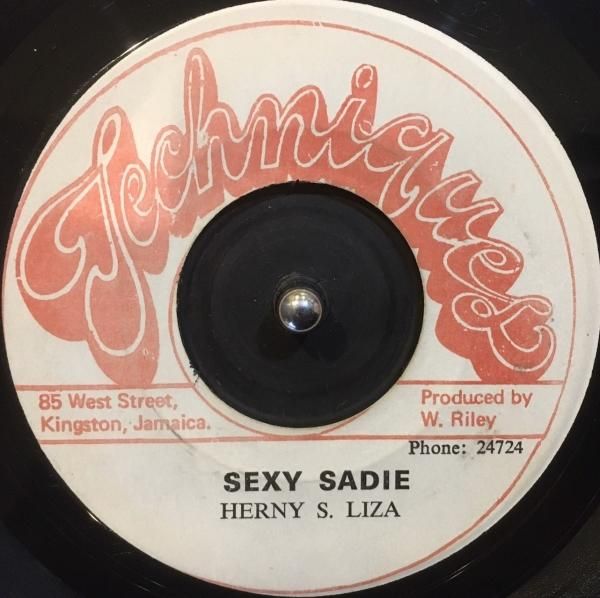 Techniques
85 West Street,
Kingston, Jamaica.
Produced by
W. Riley
Phone: 24724
SEXY SADIE
HERNY S. LIZA